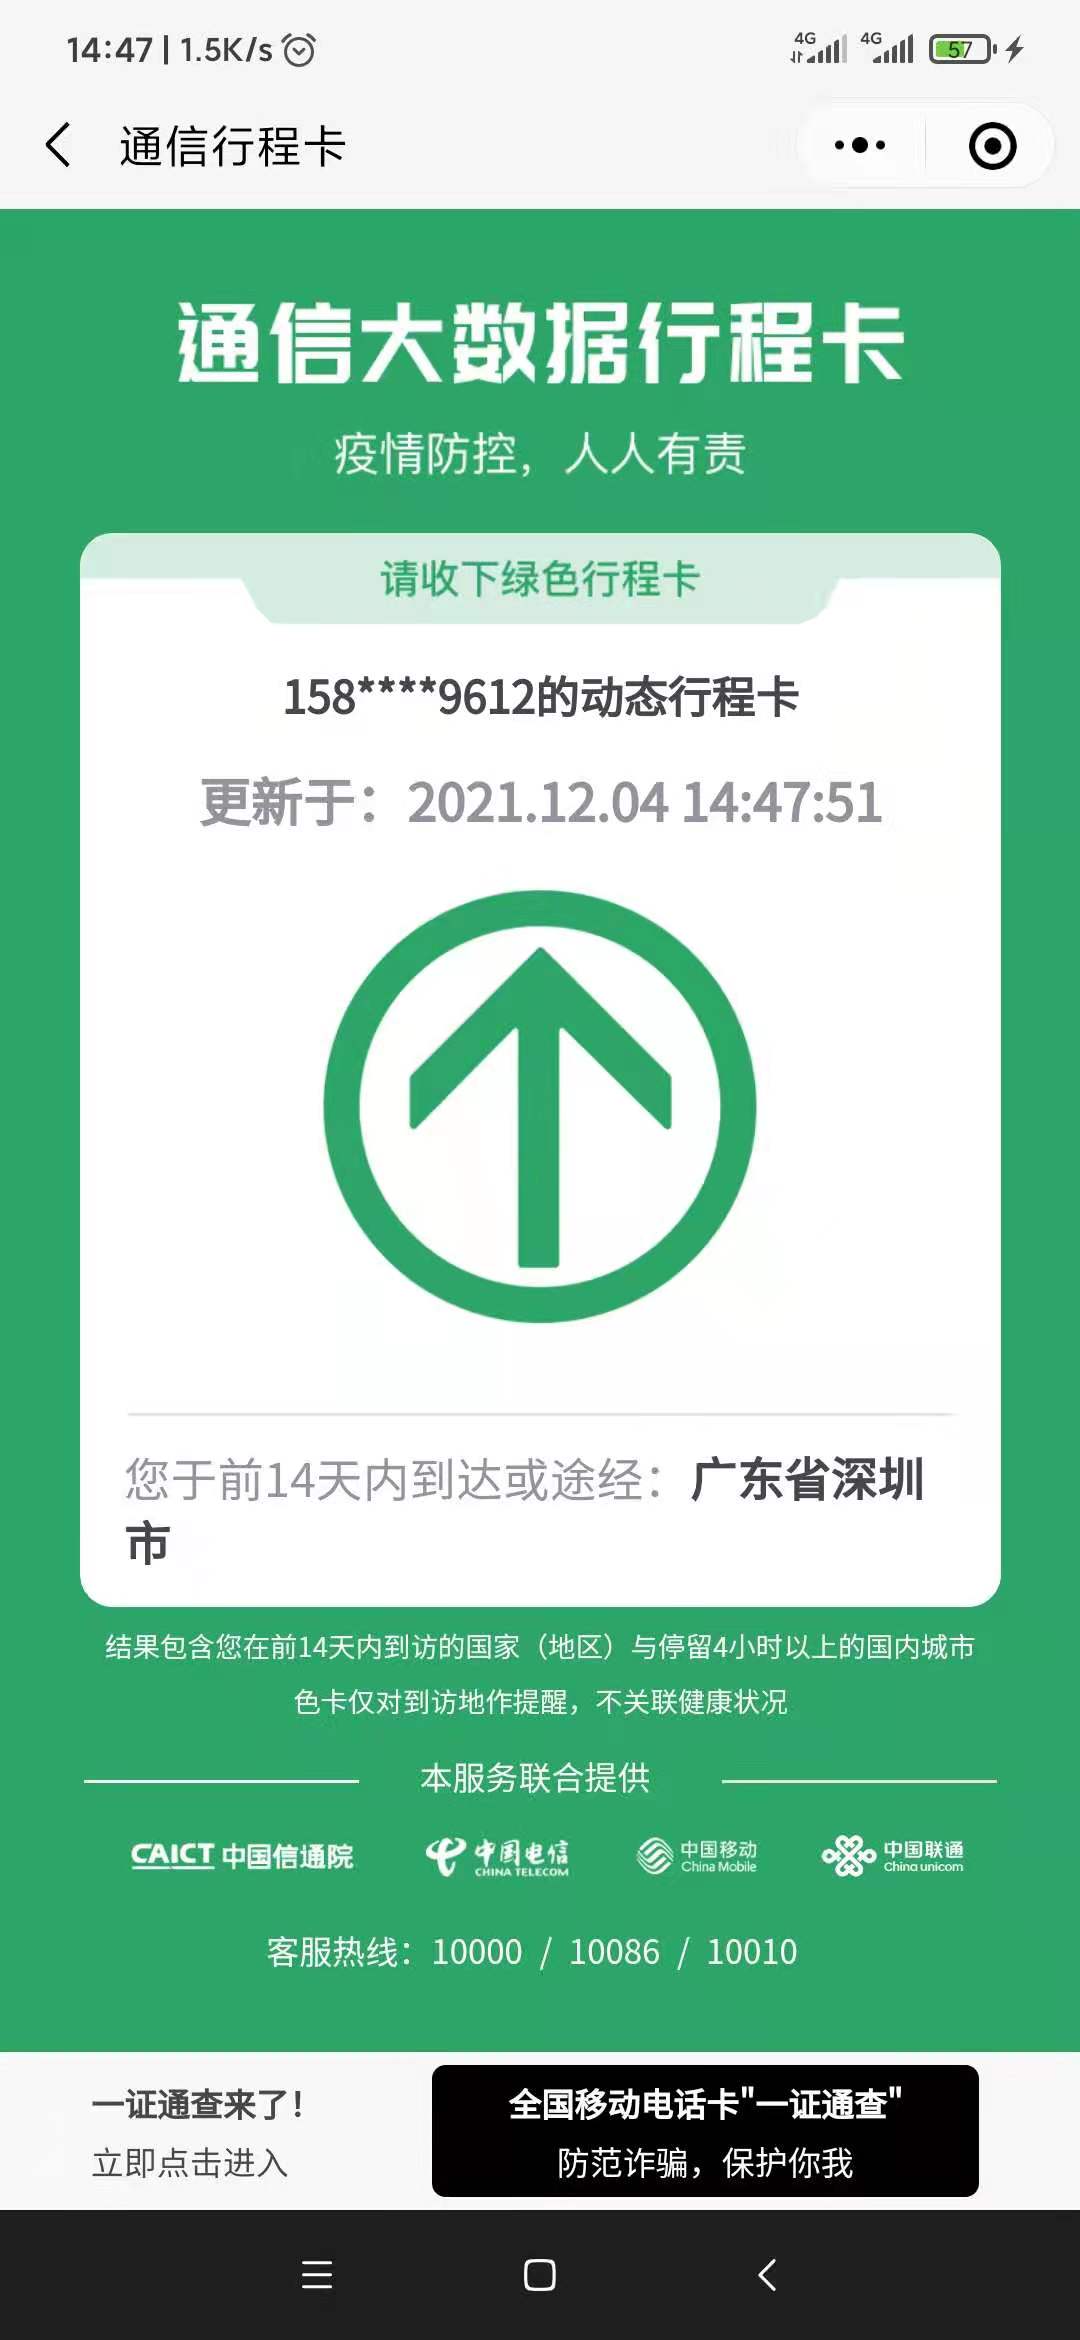 14:47 | 1.5K/s
4G 4G 57
通信行程卡
通信大数据行程卡
疫情防控，人人有责
请收下绿色行程卡
158****9612的动态行程卡
更新于：2021.12.04 14:47:51
您于前14天内到达或途经：广东省深圳
市
结果包含您在前14天内到访的国家（地区）与停留4小时以上的国内城市
色卡仅对到访地作提醒，不关联健康状况
本服务联合提供
CAICT 中国信通院 中国电信 CHINA TELECOM 中国移动 China Mobile 中国联通 China unicom
客服热线：10000 / 10086 / 10010
一证通查来了！
立即点击进入
全国移动电话卡"一证通查"
防范诈骗，保护你我